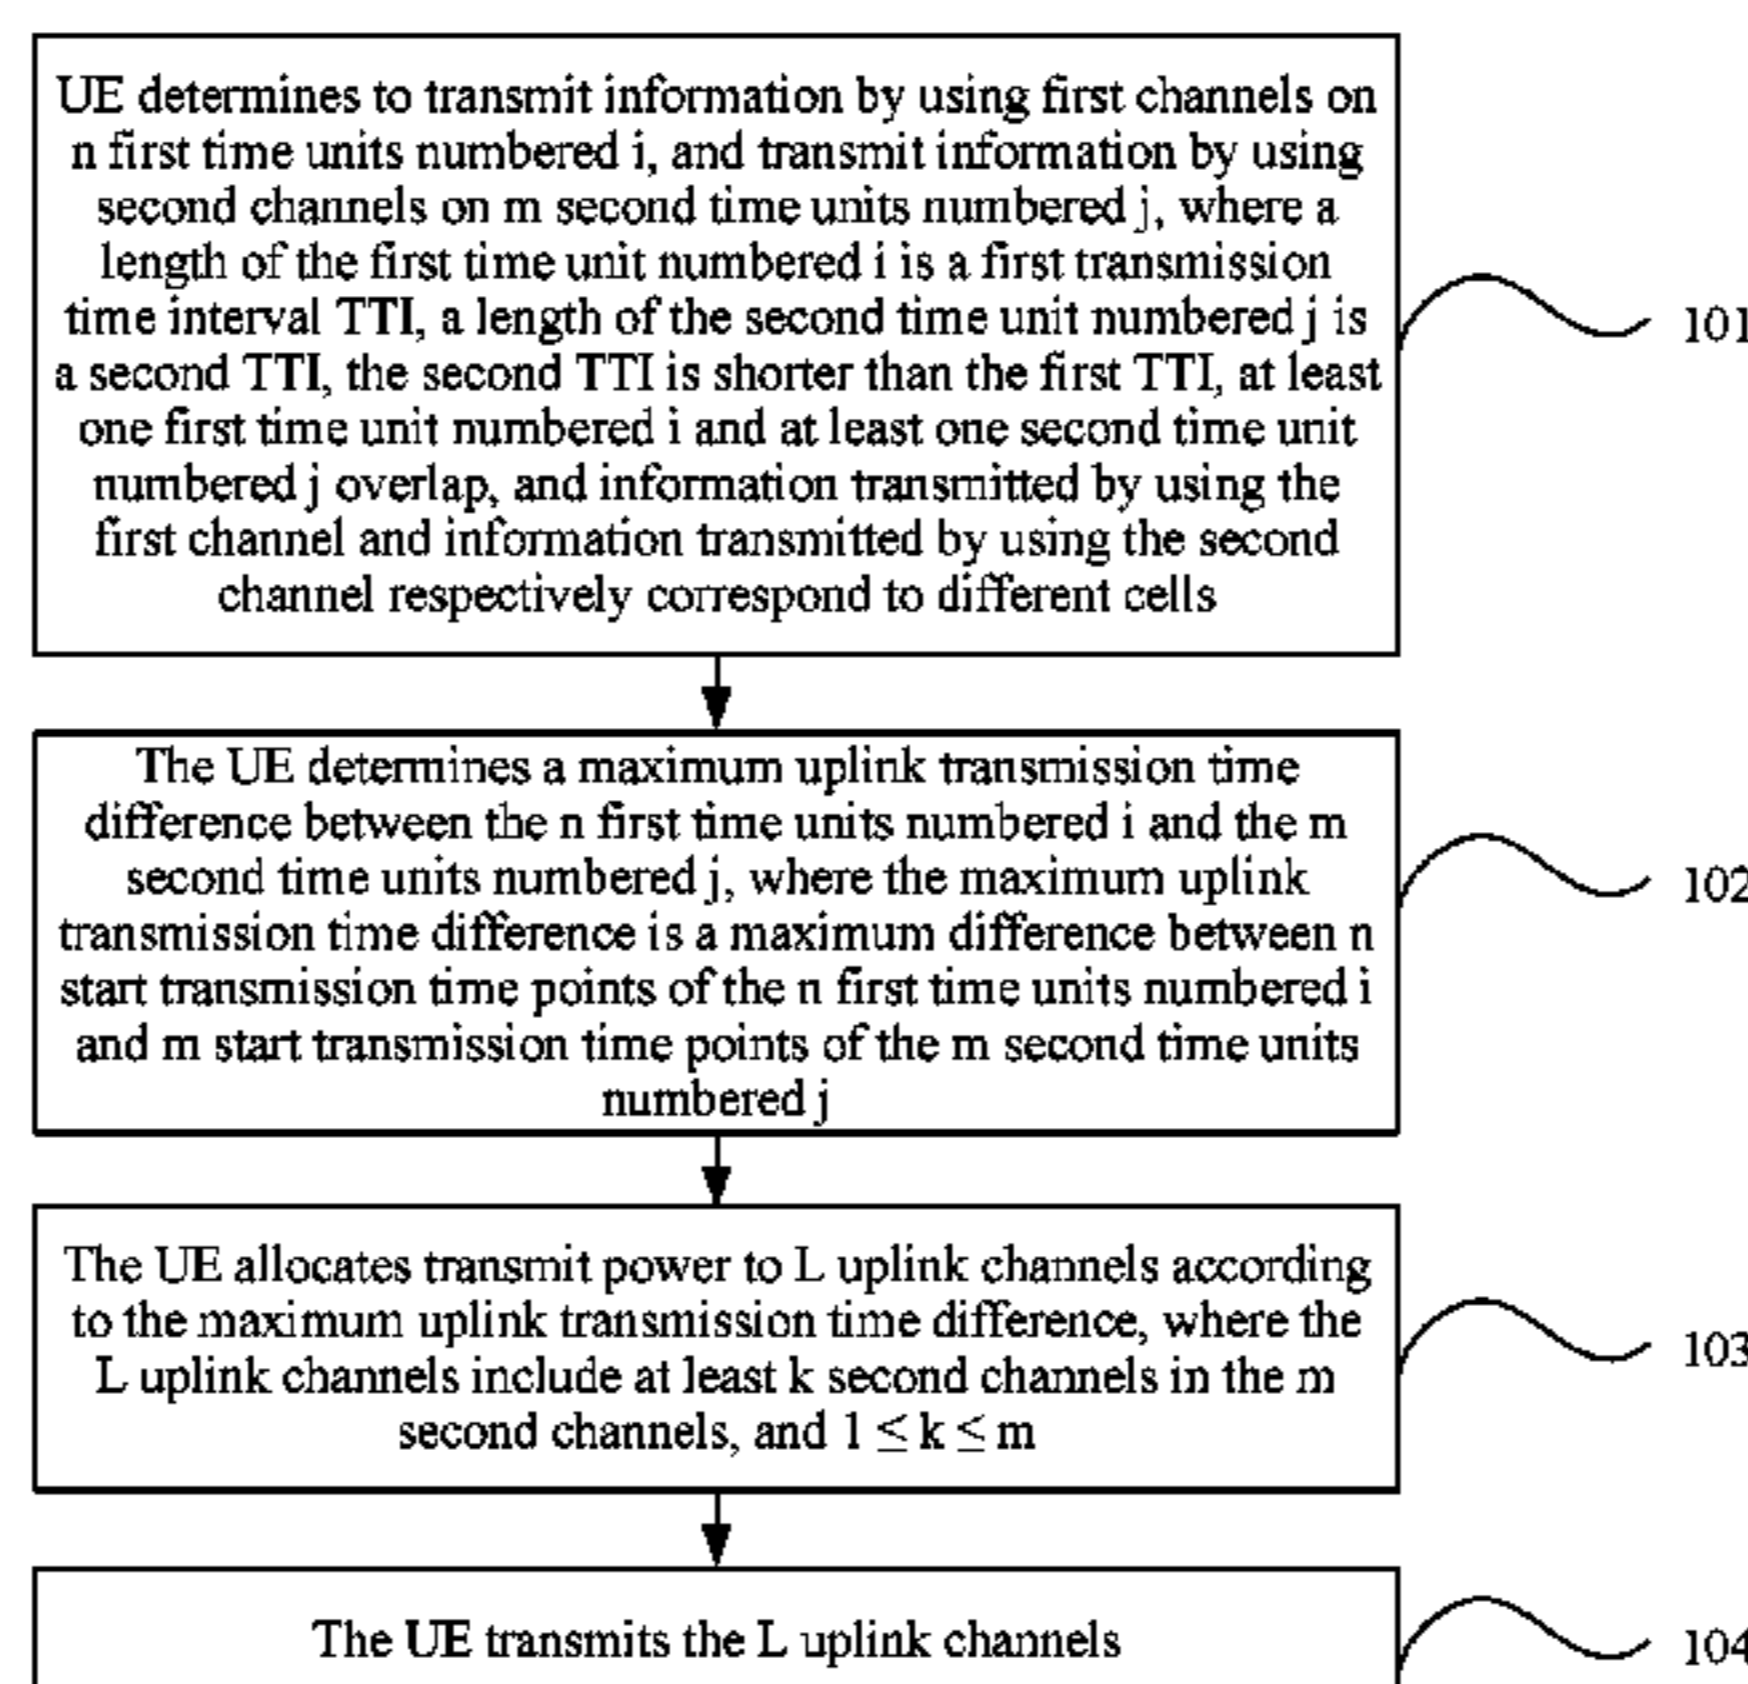 UE determines to transmit information by using first channels on
n first time units numbered i, and transmit information by using
second channels on m second time units numbered j, where a
length of the first time unit numbered i is a first transmission
time interval TTI, a length of the second time unit numbered j is
a second TTI, the second TTI is shorter than the first TTI, at least
one first time unit numbered i and at least one second time unit
numbered j overlap, and information transmitted by using the
first channel and information transmitted by using the second
channel respectively correspond to different cells
101
The UE determines a maximum uplink transmission time
difference between the n first time units numbered i and the m
second time units numbered j, where the maximum uplink
transmission time difference is a maximum difference between n
start transmission time points of the n first time units numbered i
and m start transmission time points of the m second time units
numbered j
102
The UE allocates transmit power to L uplink channels according
to the maximum uplink transmission time difference, where the
L uplink channels include at least k second channels in the m
second channels, and 1 ≤ k ≤ m
103
The UE transmits the L uplink channels
104